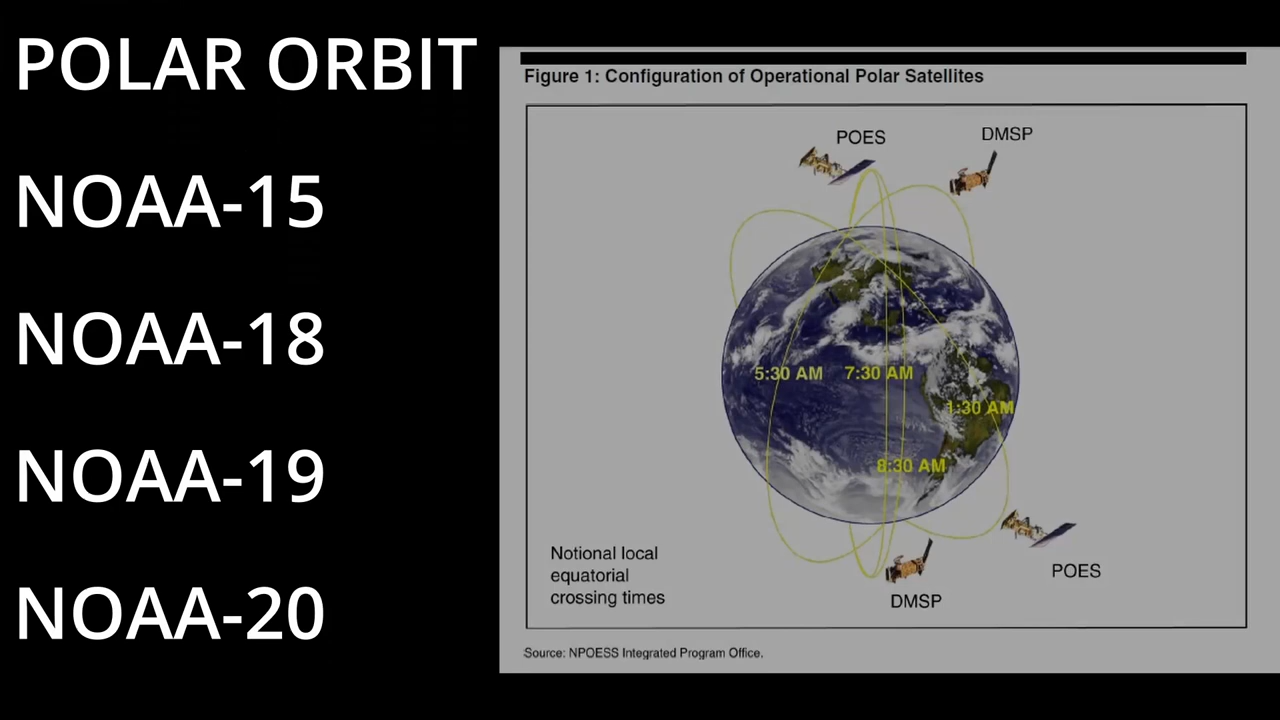 POLAR ORBIT
NOAA-15
NOAA-18
NOAA-19
NOAA-20
Figure 1: Configuration of Operational Polar Satellites
POES
DMSP
5:30 AM
7:30 AM
1:30 AM
8:30 AM
Notional local
equatorial
crossing times
POES
DMSP
Source: NPOESS Integrated Program Office.